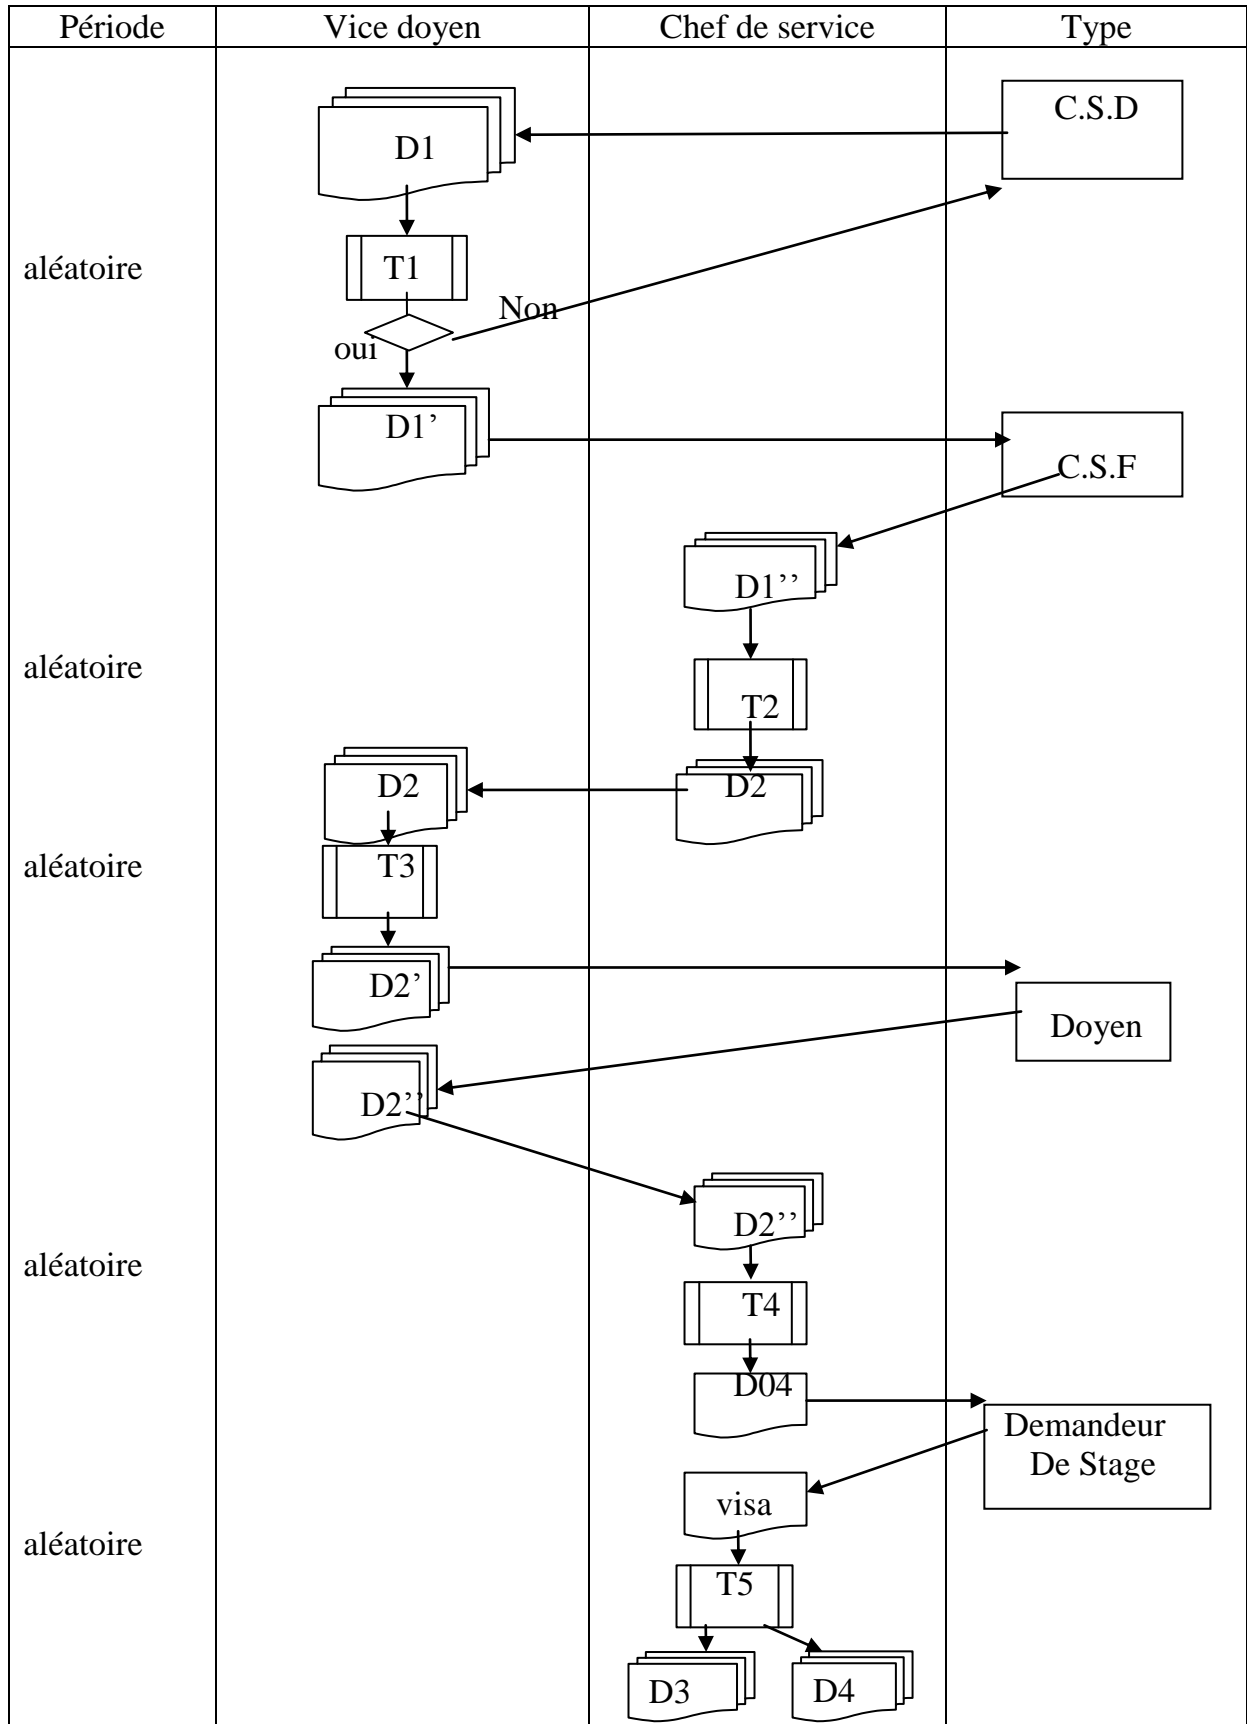 Période Vice doyen Chef de service Type
C.S.D
D1
aléatoire T1
Non
oui
D1’
C.S.F
D1’’
aléatoire
T2
D2 D2
aléatoire T3
D2’
Doyen
D2’’
D2’’
aléatoire
T4
D04
Demandeur
De Stage
visa
aléatoire
T5
D3 D4